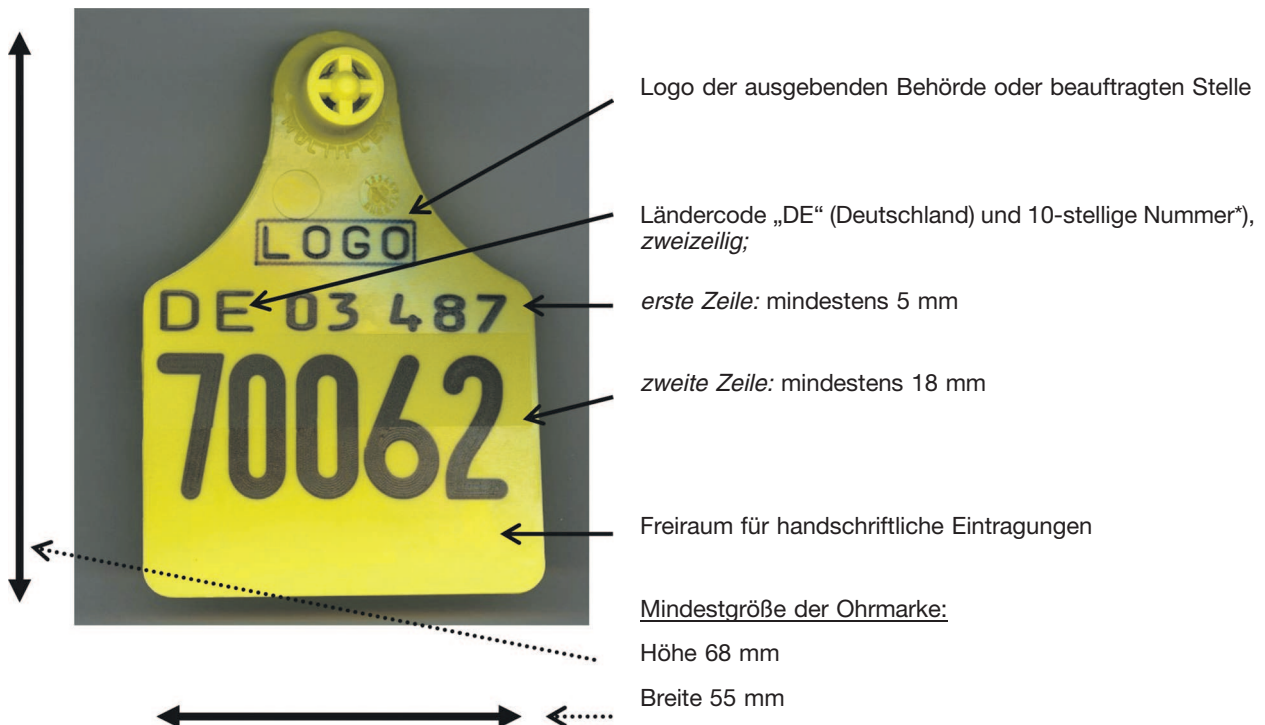 Logo der ausgebenden Behörde oder beauftragten Stelle
Ländercode „DE“ (Deutschland) und 10-stellige Nummer*),
zweizeilig;
LOGO
DE 03 487
erste Zeile: mindestens 5 mm
70062
zweite Zeile: mindestens 18 mm
Freiraum für handschriftliche Eintragungen
Mindestgröße der Ohrmarke:
Höhe 68 mm
Breite 55 mm